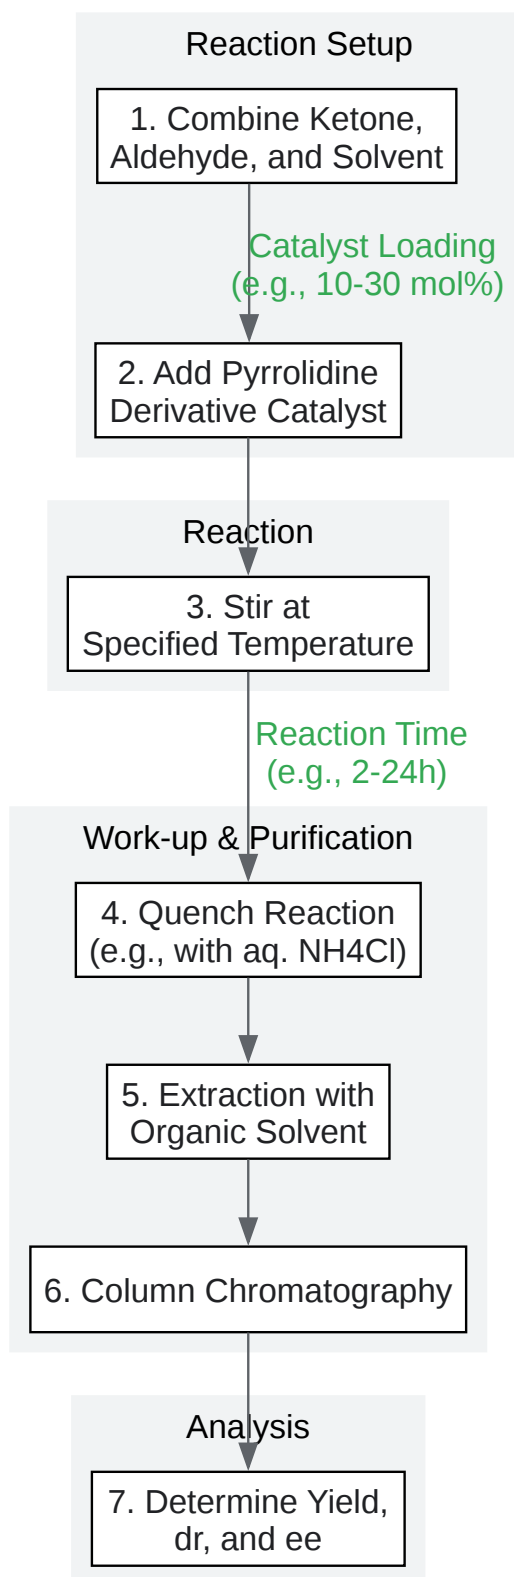 Reaction Setup
1. Combine Ketone,
Aldehyde, and Solvent
Catalyst Loading
(e.g., 10-30 mol%)
2. Add Pyrrolidine
Derivative Catalyst
Reaction
3. Stir at
Specified Temperature
Reaction Time
(e.g., 2-24h)
Work-up & Purification
4. Quench Reaction
(e.g., with aq. NH4Cl)
5. Extraction with
Organic Solvent
6. Column Chromatography
Analysis
7. Determine Yield,
dr, and ee